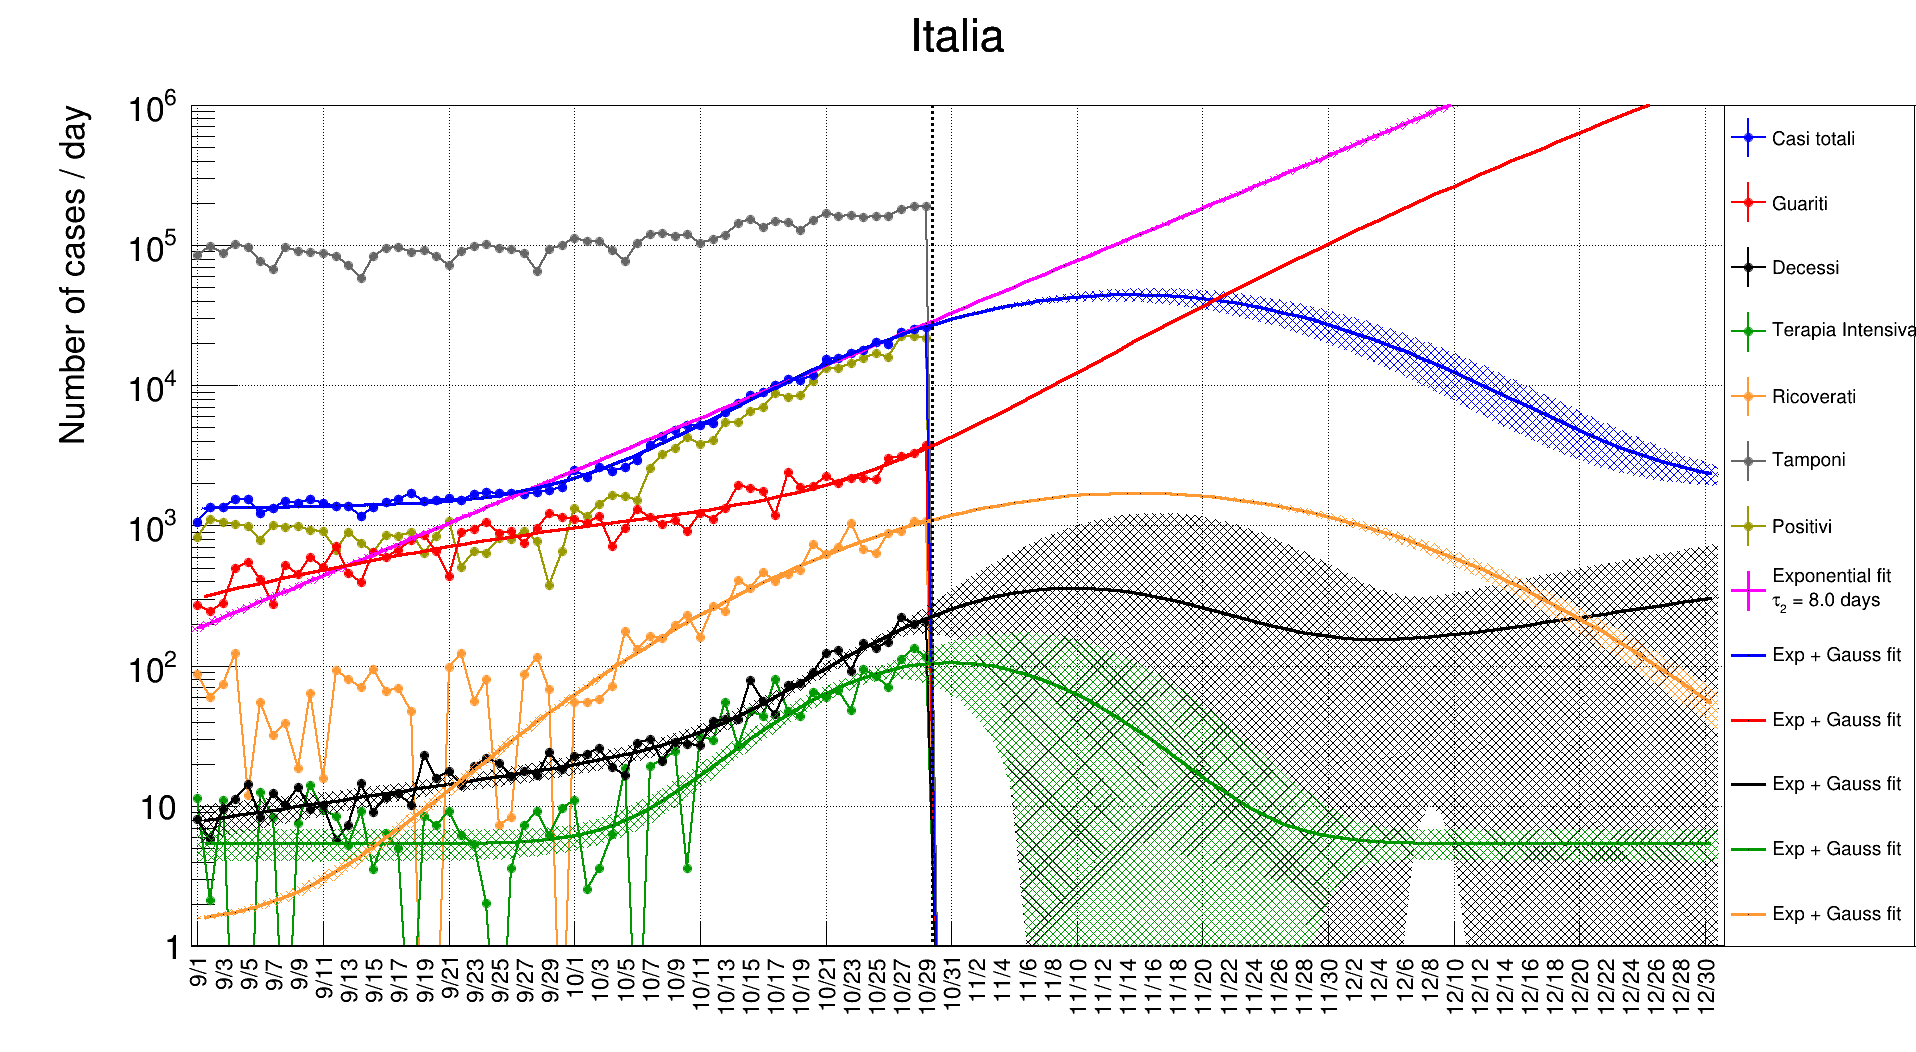 Italia
Number of cases / day
10^6
10^5
10^4
10^3
10^2
10
1
9/1 9/3 9/5 9/7 9/9 9/11 9/13 9/15 9/17 9/19 9/21 9/23 9/25 9/27 9/29 10/1 10/3 10/5 10/7 10/9 10/11 10/13 10/15 10/17 10/19 10/21 10/23 10/25 10/27 10/29 10/31 11/2 11/4 11/6 11/8 11/10 11/12 11/14 11/16 11/18 11/20 11/22 11/24 11/26 11/28 11/30 12/2 12/4 12/6 12/8 12/10 12/12 12/14 12/16 12/18 12/20 12/22 12/24 12/26 12/28 12/30
Casi totali
Guariti
Decessi
Terapia Intensiva
Ricoverati
Tamponi
Positivi
Exponential fit
τ₂ = 8.0 days
Exp + Gauss fit
Exp + Gauss fit
Exp + Gauss fit
Exp + Gauss fit
Exp + Gauss fit